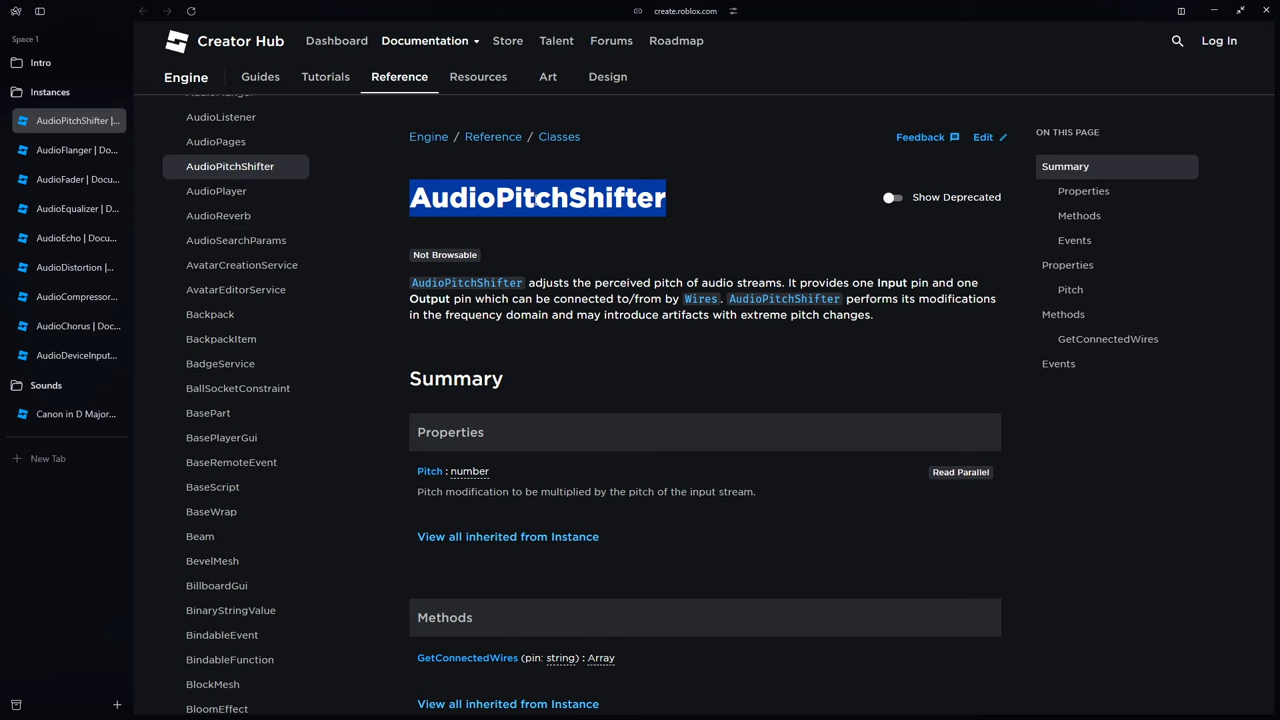 create.roblox.com
Space 1
Intro
Instances
AudioPitchShifter |...
AudioFlanger | Do...
AudioFader | Docu...
AudioEqualizer | D...
AudioEcho | Docu...
AudioDistortion |...
AudioCompressor...
AudioChorus | Doc...
AudioDeviceInput...
Sounds
Canon in D Major...
New Tab
Creator Hub
Dashboard
Documentation
Store
Talent
Forums
Roadmap
Log In
Engine
Guides
Tutorials
Reference
Resources
Art
Design
AudioListener
AudioPages
AudioPitchShifter
AudioPlayer
AudioReverb
AudioSearchParams
AvatarCreationService
AvatarEditorService
Backpack
BackpackItem
BadgeService
BallSocketConstraint
BasePart
BasePlayerGui
BaseRemoteEvent
BaseScript
BaseWrap
Beam
BevelMesh
BillboardGui
BinaryStringValue
BindableEvent
BindableFunction
BlockMesh
BloomEffect
Engine / Reference / Classes
Feedback
Edit
AudioPitchShifter
Show Deprecated
Not Browsable
AudioPitchShifter adjusts the perceived pitch of audio streams. It provides one Input pin and one
Output pin which can be connected to/from by Wires. AudioPitchShifter performs its modifications
in the frequency domain and may introduce artifacts with extreme pitch changes.
Summary
Properties
Pitch : number
Read Parallel
Pitch modification to be multiplied by the pitch of the input stream.
View all inherited from Instance
Methods
GetConnectedWires (pin: string) : Array
View all inherited from Instance
ON THIS PAGE
Summary
Properties
Methods
Events
Properties
Pitch
Methods
GetConnectedWires
Events